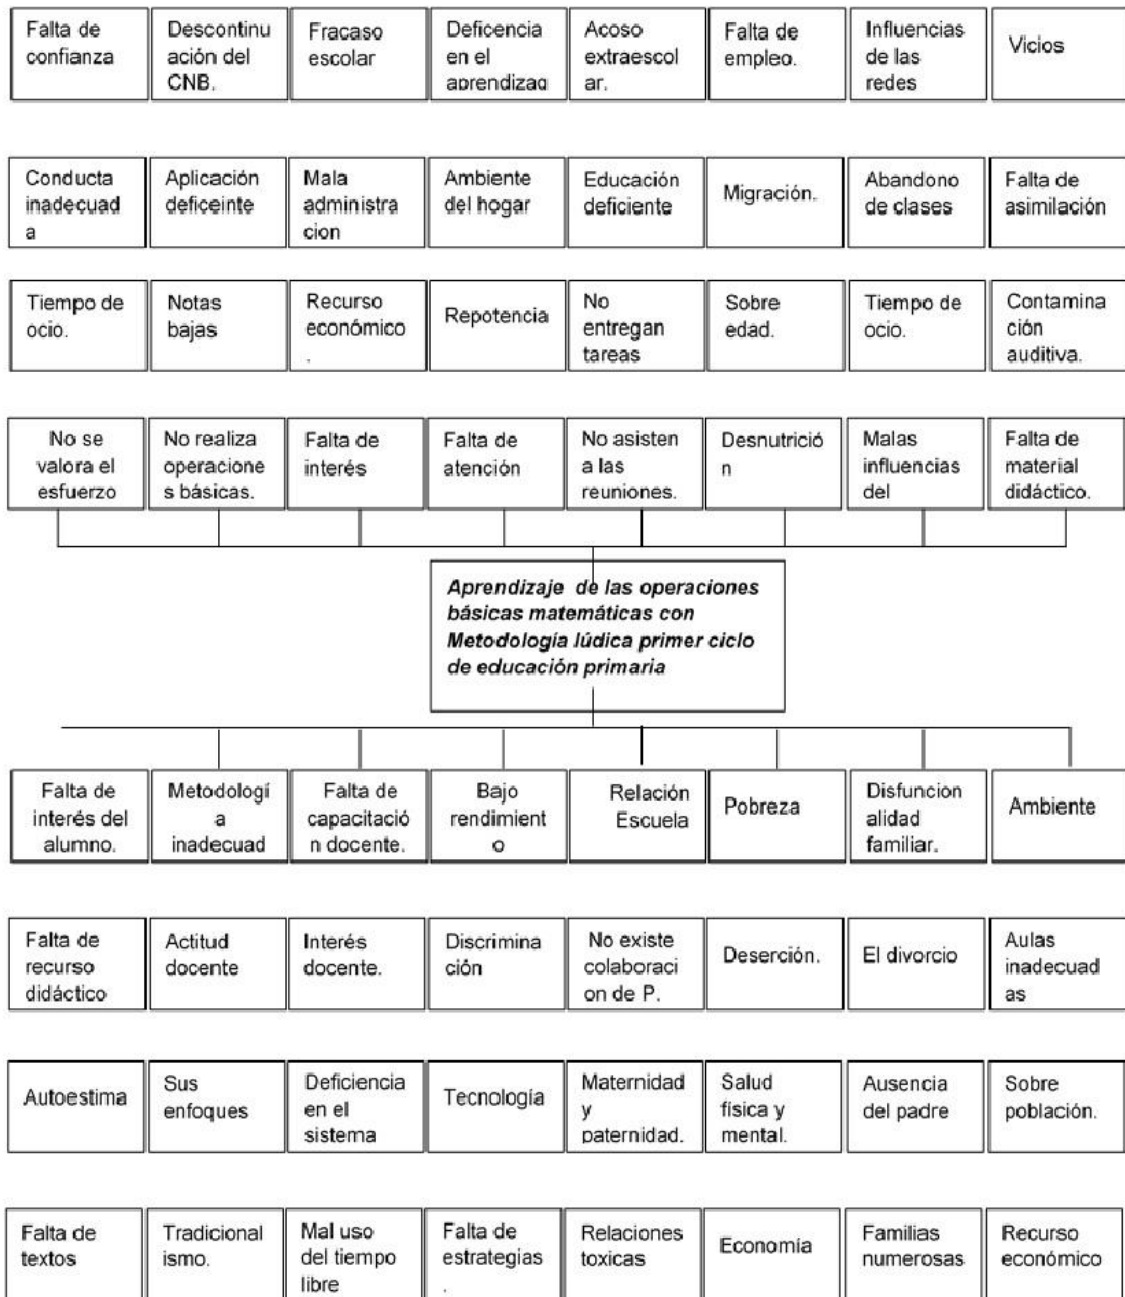 Falta de
confianza
Descontinu
ación del
CNB.
Fracaso
escolar
Deficencia
en el
aprendizaq
Acoso
extraescol
ar.
Falta de
empleo.
Influencias
de las
redes
Vicios
Conducta
inadecuad
a
Aplicación
deficeinte
Mala
administra
cion
Ambiente
del hogar
Educación
deficiente
Migración.
Abandono
de clases
Falta de
asimilación
Tiempo de
ocio.
Notas
bajas
Recurso
económico
.
Repotencia
No
entregan
tareas
Sobre
edad.
Tiempo de
ocio.
Contamina
ción
auditiva.
No se
valora el
esfuerzo
No realiza
operacione
s básicas.
Falta de
interés
Falta de
atención
No asisten
a las
reuniones.
Desnutrició
n
Malas
influencias
del
Falta de
material
didáctico.
Aprendizaje de las operaciones
básicas matemáticas con
Metodología lúdica primer ciclo
de educación primaria
Falta de
interés del
alumno.
Metodologí
a
inadecuad
Falta de
capacitació
n docente.
Bajo
rendimient
o
Relación
Escuela
Pobreza
Disfuncion
alidad
familiar.
Ambiente
Falta de
recurso
didáctico
Actitud
docente
Interés
docente.
Discrimina
ción
No existe
colaboraci
on de P.
Deserción.
El divorcio
Aulas
inadecuad
as
Autoestima
Sus
enfoques
Deficiencia
en el
sistema
Tecnología
Maternidad
y
paternidad.
Salud
física y
mental.
Ausencia
del padre
Sobre
población.
Falta de
textos
Tradicional
ismo.
Mal uso
del tiempo
libre
Falta de
estrategias
.
Relaciones
toxicas
Economía
Familias
numerosas
Recurso
económico